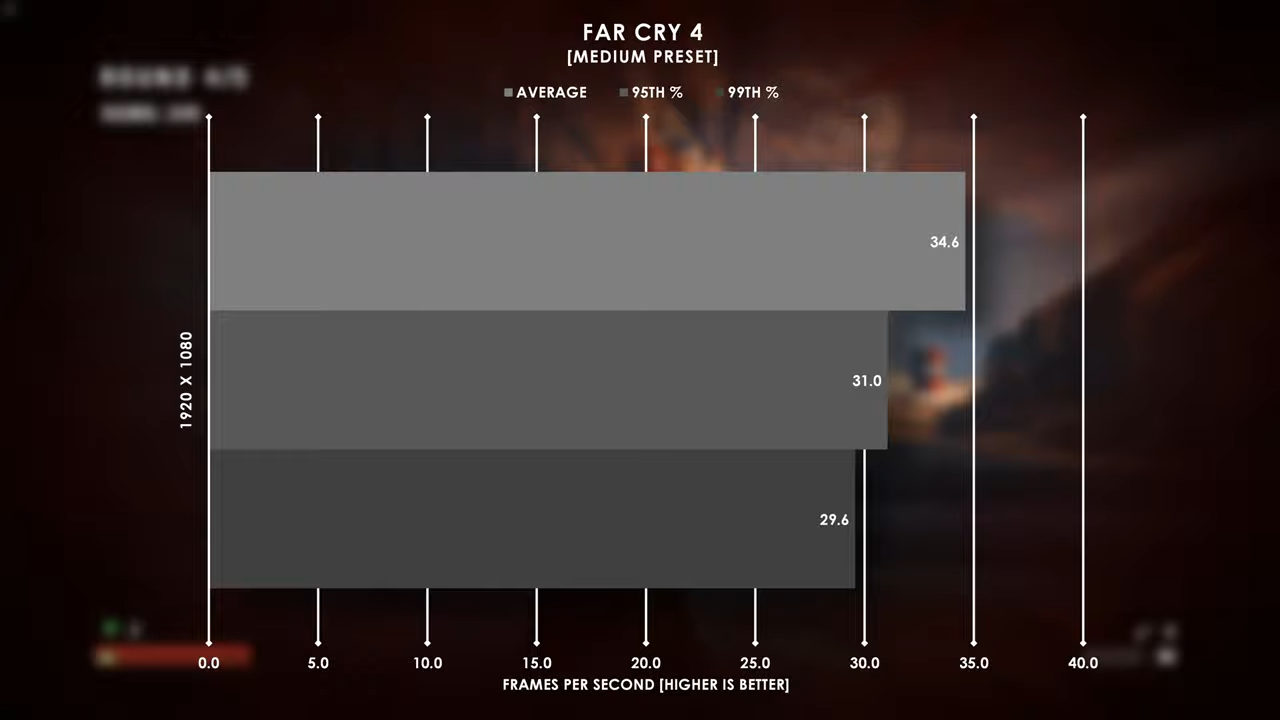 FAR CRY 4
[MEDIUM PRESET]
AVERAGE 95TH % 99TH %
34.6
31.0
1920 X 1080
29.6
0.0 5.0 10.0 15.0 20.0 25.0 30.0 35.0 40.0
FRAMES PER SECOND [HIGHER IS BETTER]